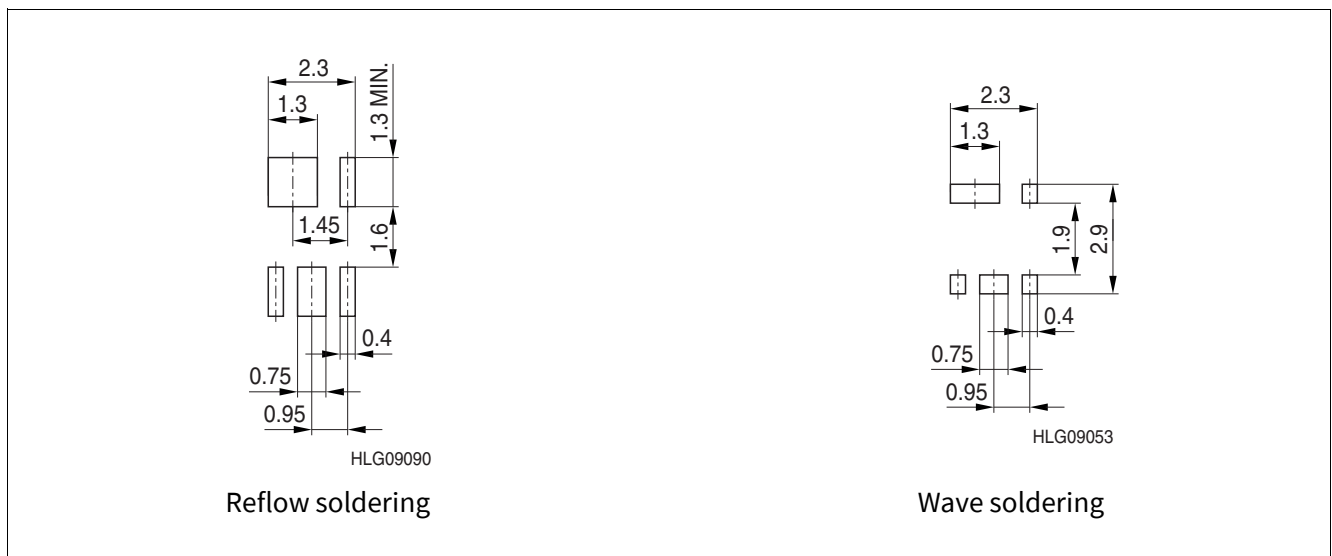 2.3
1.3
1.3 MIN.
1.45
1.6
0.4
0.75
0.95
HLG09090
Reflow soldering
2.3
1.3
1.9
2.9
0.4
0.75
0.95
HLG09053
Wave soldering